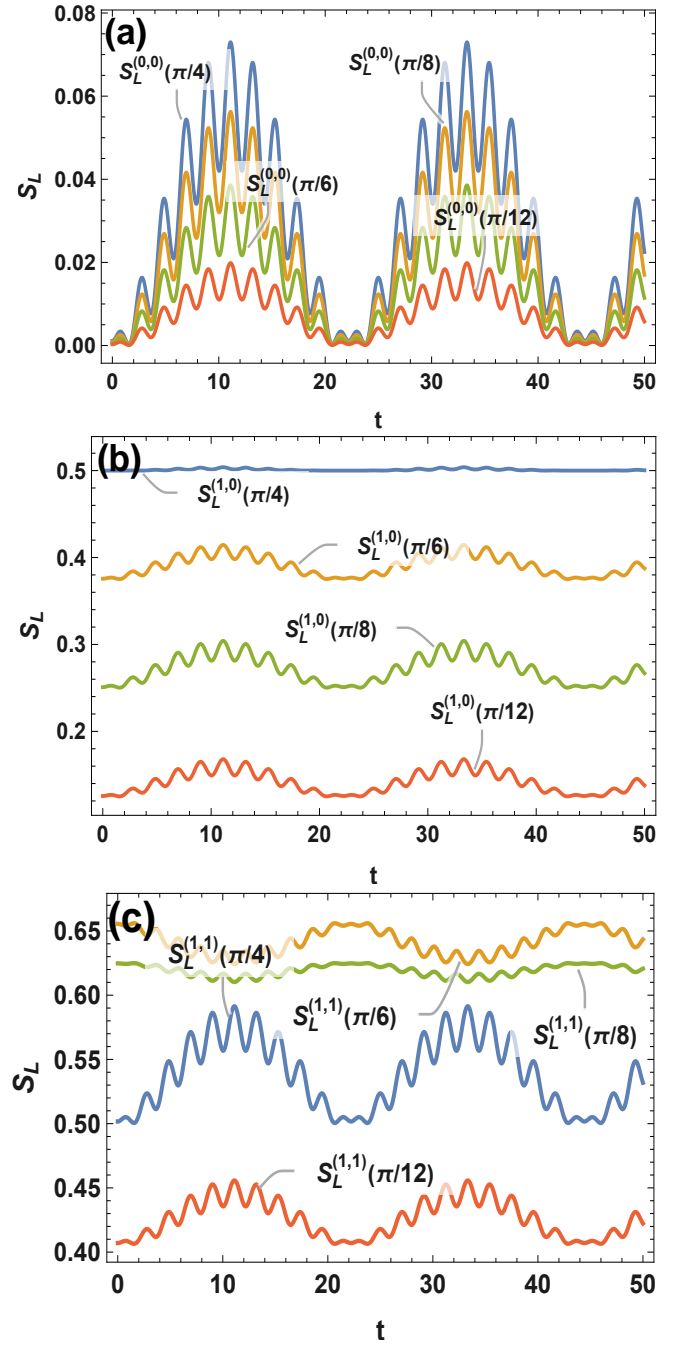 (a)
0.08
0.06
0.04
0.02
0.00
S_L
S_L^(0,0)(π/4)
S_L^(0,0)(π/8)
S_L^(0,0)(π/6)
S_L^(0,0)(π/12)
0 10 20 30 40 50
t
(b)
0.5
0.4
0.3
0.2
S_L
S_L^(1,0)(π/4)
S_L^(1,0)(π/6)
S_L^(1,0)(π/8)
S_L^(1,0)(π/12)
0 10 20 30 40 50
t
(c)
0.65
0.60
0.55
0.50
0.45
0.40
S_L
S_L^(1,1)(π/4)
S_L^(1,1)(π/6)
S_L^(1,1)(π/8)
S_L^(1,1)(π/12)
0 10 20 30 40 50
t